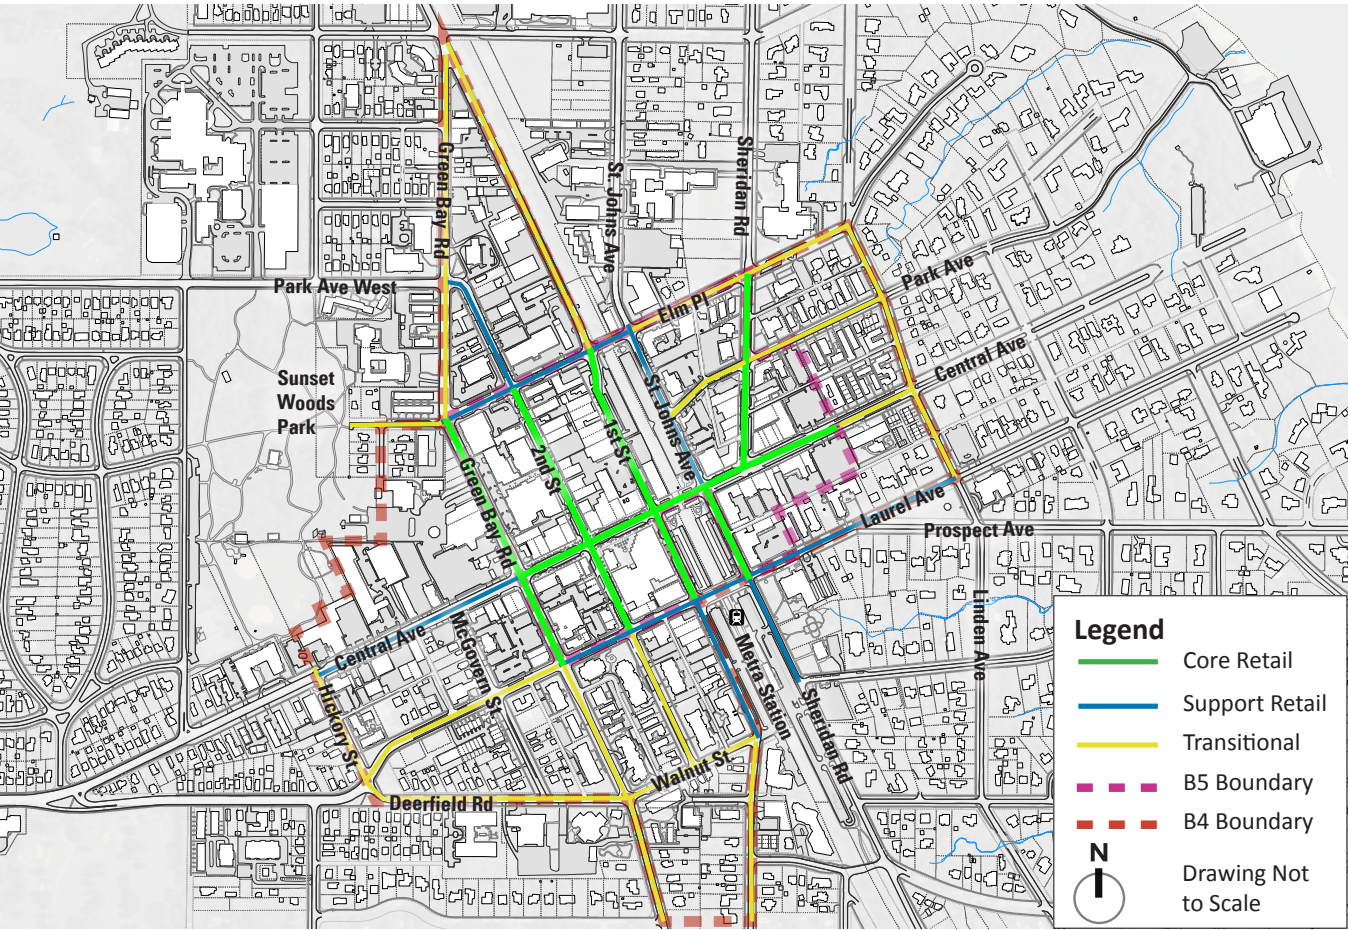 Green Bay Rd
St. Johns Ave
Sheridan Rd
Park Ave West
Elm Pl
Park Ave
Central Ave
Sunset
Woods
Park
St. Johns Ave
1st St
2nd St
Green Bay Rd
Laurel Ave
Prospect Ave
Linden Ave
Central Ave
McGovern St
Hickory St
Metra Station
Sheridan Rd
Walnut St
Deerfield Rd
Legend
Core Retail
Support Retail
Transitional
B5 Boundary
B4 Boundary
N
Drawing Not
to Scale